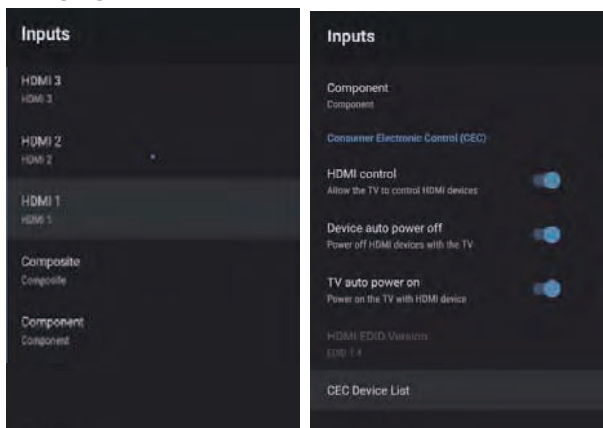 Inputs
HDMI 3
HDMI 3
HDMI 2
HDMI 2
HDMI 1
HDMI 1
Composite
Composite
Component
Component
Inputs
Component
Component
Consumer Electronic Control (CEC)
HDMI control
Allow the TV to control HDMI devices
Device auto power off
Power off HDMI devices with the TV
TV auto power on
Power on the TV with HDMI device
HDMI EDID Version
EDID 1.4
CEC Device List